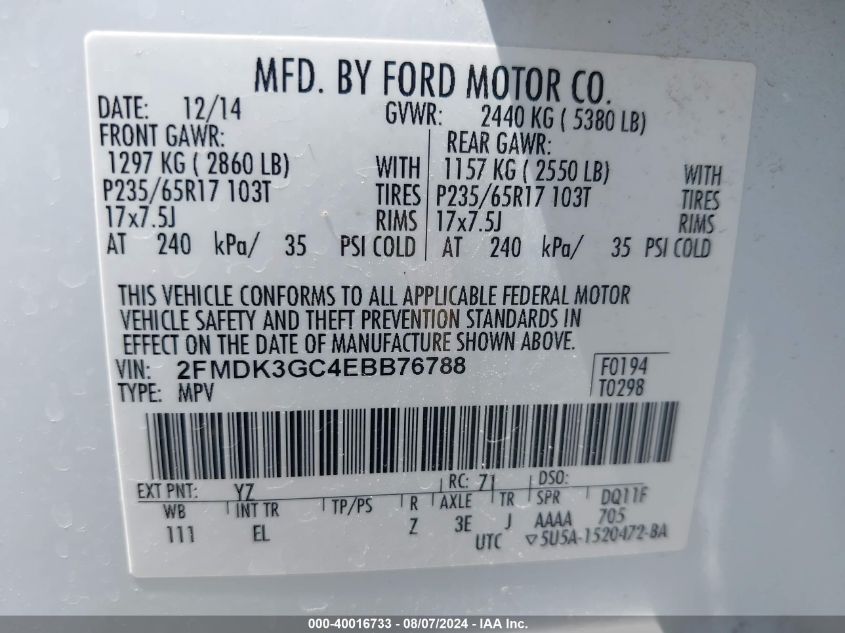 MFD. BY FORD MOTOR CO.
DATE: 12/14 GVWR: 2440 KG ( 5380 LB)
FRONT GAWR: REAR GAWR:
1297 KG ( 2860 LB) WITH 1157 KG ( 2550 LB) WITH
P235/65R17 103T TIRES P235/65R17 103T TIRES
17x7.5J RIMS 17x7.5J RIMS
AT 240 kPa/ 35 PSI COLD AT 240 kPa/ 35 PSI COLD
THIS VEHICLE CONFORMS TO ALL APPLICABLE FEDERAL MOTOR
VEHICLE SAFETY AND THEFT PREVENTION STANDARDS IN
EFFECT ON THE DATE OF MANUFACTURE SHOWN ABOVE.
VIN: 2FMDK3GC4EBB76788 F0194
TYPE: MPV T0298
EXT PNT: YZ RC: 71 DSO:
WB INT TR TP/PS R AXLE TR SPR DQ11F
111 EL Z 3E J AAAA 705
UTC ▽5U5A-1520472-BA
000-40016733 - 08/07/2024 - IAA Inc.